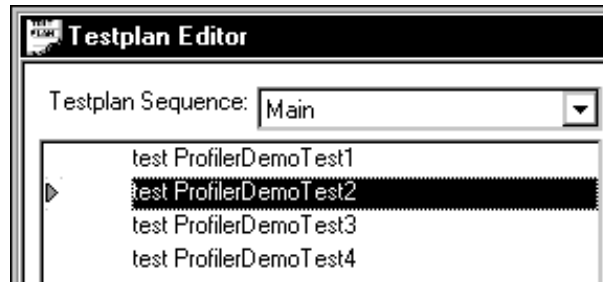 Testplan Editor
Testplan Sequence: Main
test ProfilerDemoTest1
test ProfilerDemoTest2
test ProfilerDemoTest3
test ProfilerDemoTest4